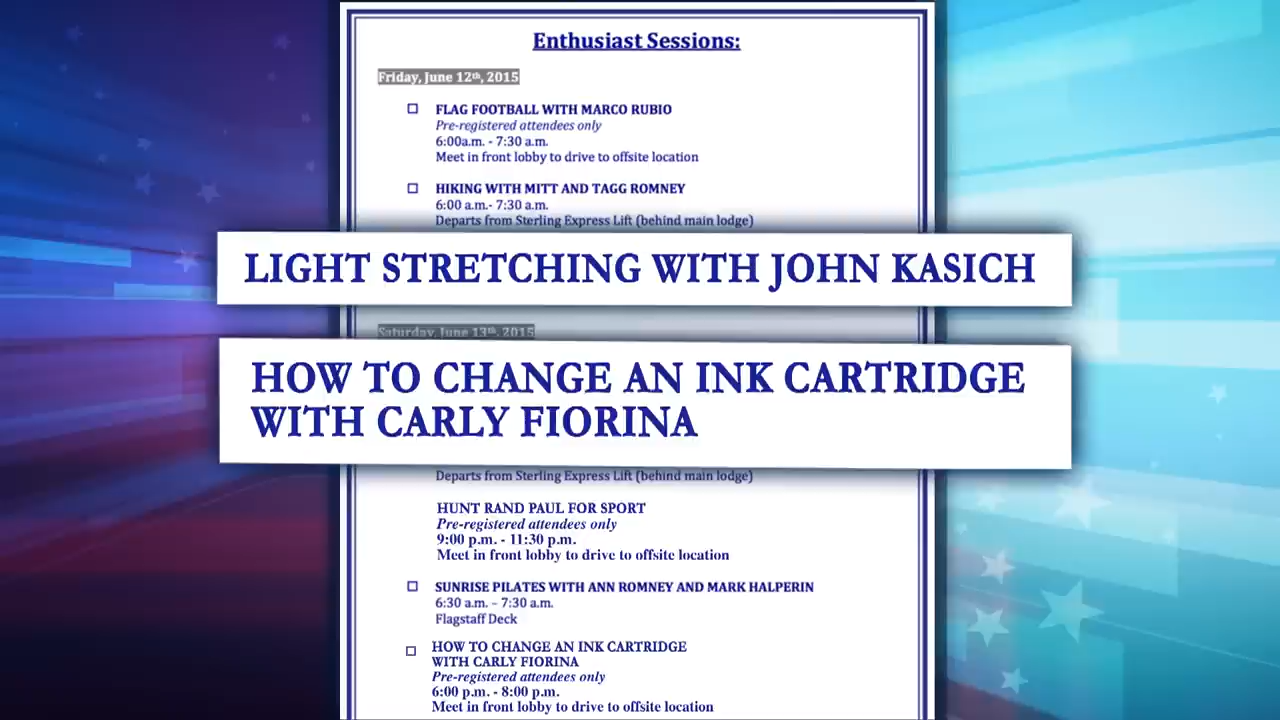 Enthusiast Sessions:
Friday, June 12th, 2015
FLAG FOOTBALL WITH MARCO RUBIO
Pre-registered attendees only
6:00a.m. - 7:30 a.m.
Meet in front lobby to drive to offsite location
HIKING WITH MITT AND TAGG ROMNEY
6:00 a.m.- 7:30 a.m.
Departs from Sterling Express Lift (behind main lodge)
LIGHT STRETCHING WITH JOHN KASICH
Saturday, June 13th, 2015
HOW TO CHANGE AN INK CARTRIDGE
WITH CARLY FIORINA
Departs from Sterling Express Lift (behind main lodge)
HUNT RAND PAUL FOR SPORT
Pre-registered attendees only
9:00 p.m. - 11:30 p.m.
Meet in front lobby to drive to offsite location
SUNRISE PILATES WITH ANN ROMNEY AND MARK HALPERIN
6:30 a.m. – 7:30 a.m.
Flagstaff Deck
HOW TO CHANGE AN INK CARTRIDGE
WITH CARLY FIORINA
Pre-registered attendees only
6:00 p.m. - 8:00 p.m.
Meet in front lobby to drive to offsite location